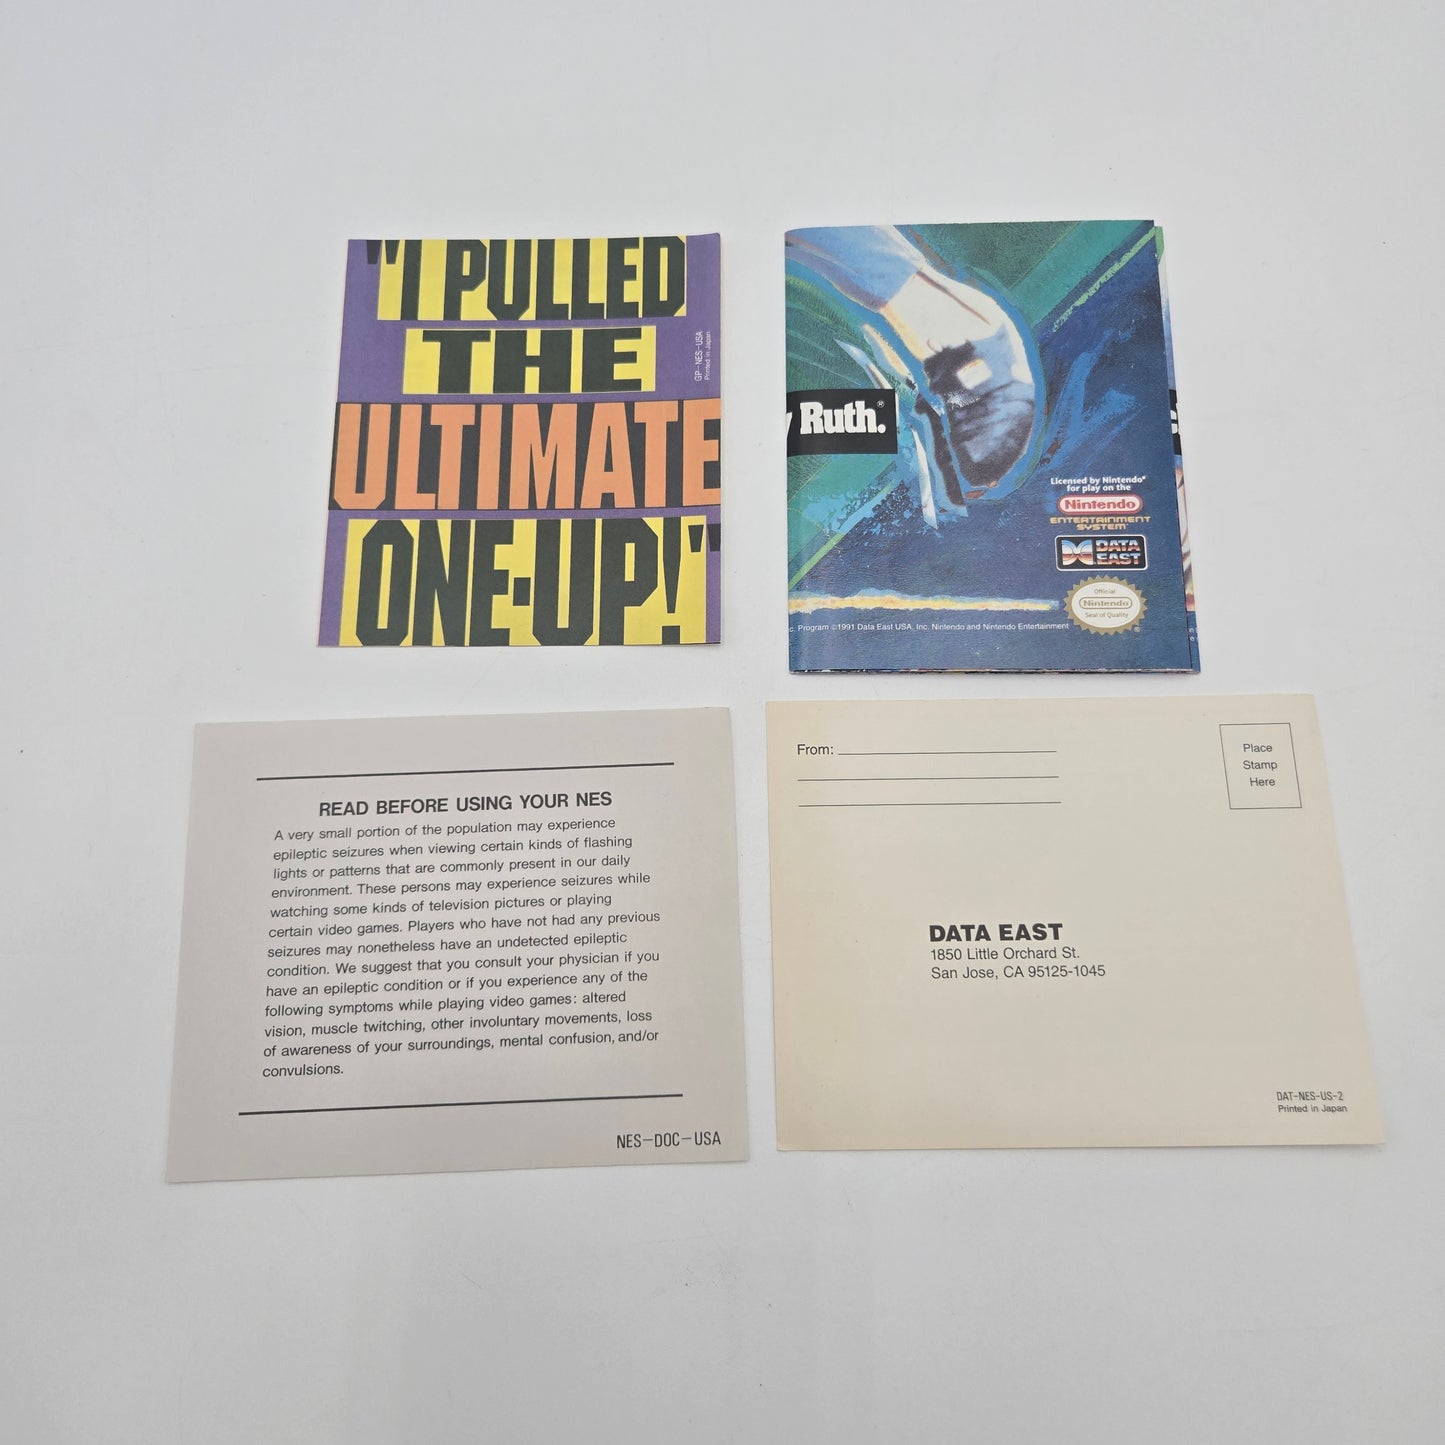 "I PULLED
THE
ULTIMATE
ONE-UP!"
GP-NES-USA
Printed in Japan
Ruth.®
Licensed by Nintendo®
for play on the
Nintendo
ENTERTAINMENT
SYSTEM™
DATA
EAST
Official
Nintendo
Seal of Quality
®
c. Program ©1991 Data East USA, Inc. Nintendo and Nintendo Entertainment
READ BEFORE USING YOUR NES
A very small portion of the population may experience
epileptic seizures when viewing certain kinds of flashing
lights or patterns that are commonly present in our daily
environment. These persons may experience seizures while
watching some kinds of television pictures or playing
certain video games. Players who have not had any previous
seizures may nonetheless have an undetected epileptic
condition. We suggest that you consult your physician if you
have an epileptic condition or if you experience any of the
following symptoms while playing video games: altered
vision, muscle twitching, other involuntary movements, loss
of awareness of your surroundings, mental confusion, and/or
convulsions.
NES-DOC-USA
From:
Place
Stamp
Here
DATA EAST
1850 Little Orchard St.
San Jose, CA 95125-1045
DAT-NES-US-2
Printed in Japan